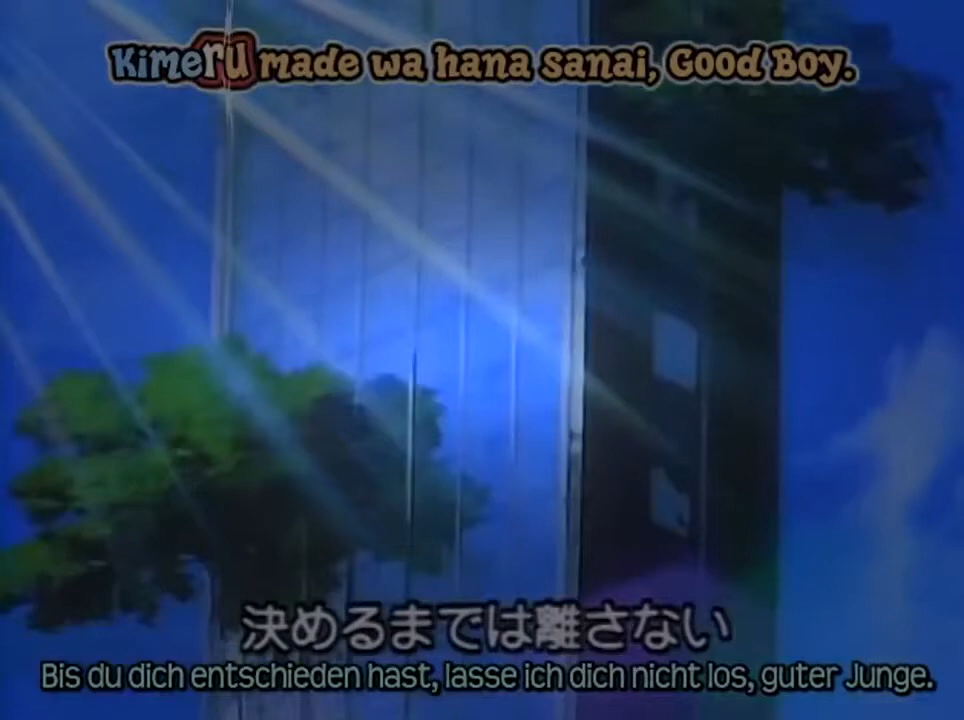 Kimeru made wa hana sanai, Good Boy.
決めるまでは離さない
Bis du dich entschieden hast, lasse ich dich nicht los, guter Junge.